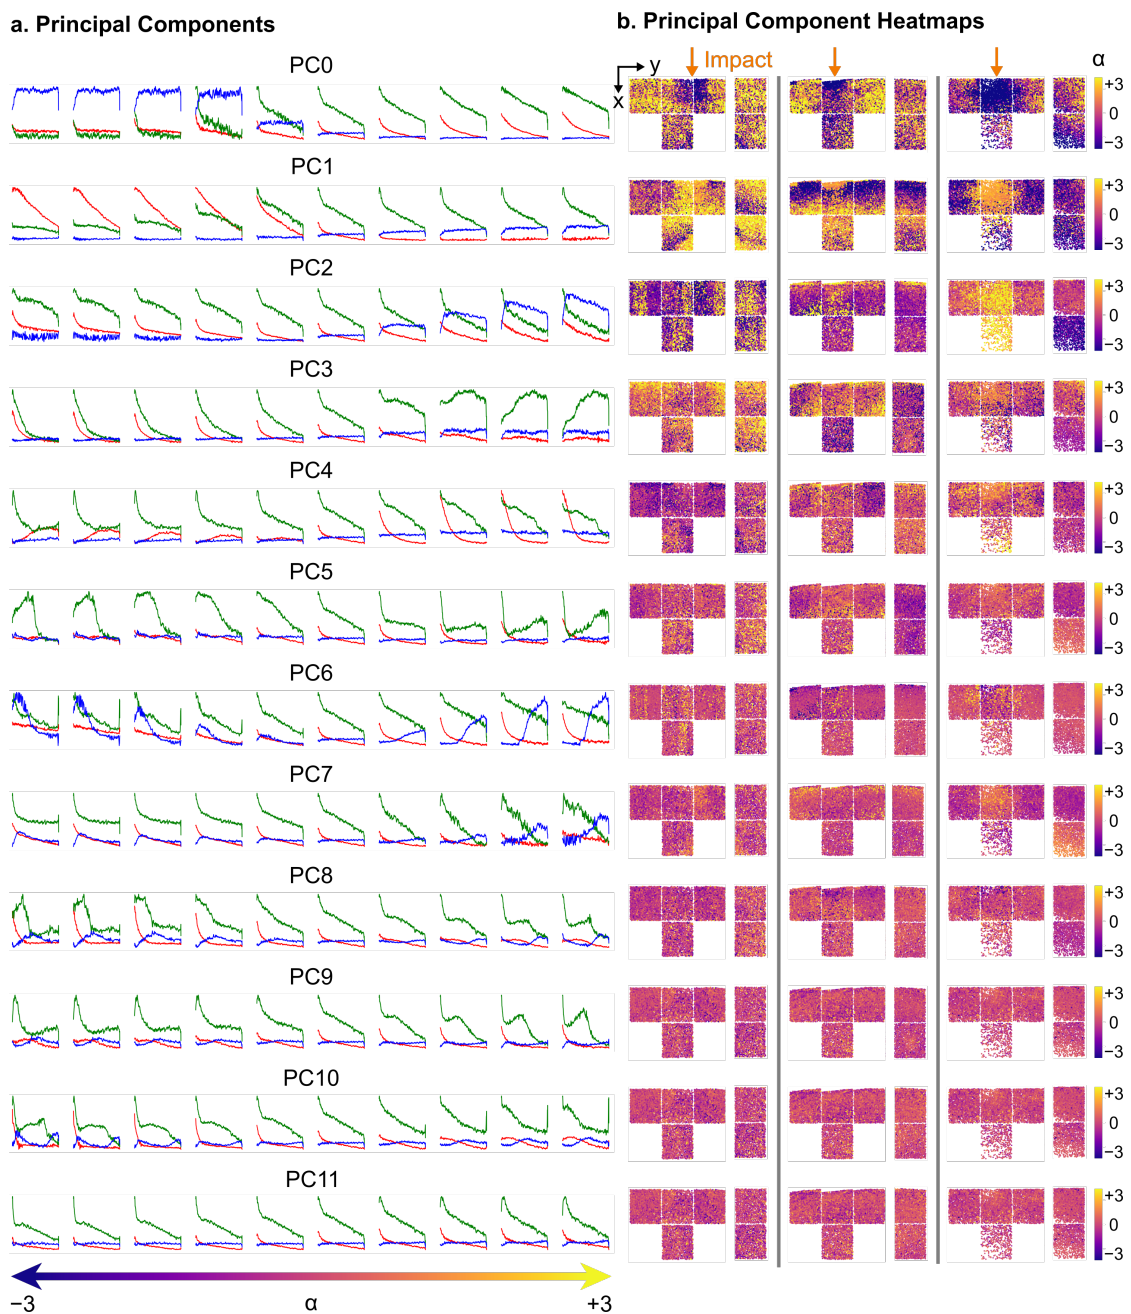 a. Principal Components
b. Principal Component Heatmaps
PC0
PC1
PC2
PC3
PC4
PC5
PC6
PC7
PC8
PC9
PC10
PC11
−3
α
+3
Impact
y
x
α
+3
0
−3
+3
0
−3
+3
0
−3
+3
0
−3
+3
0
−3
+3
0
−3
+3
0
−3
+3
0
−3
+3
0
−3
+3
0
−3
+3
0
−3
+3
0
−3